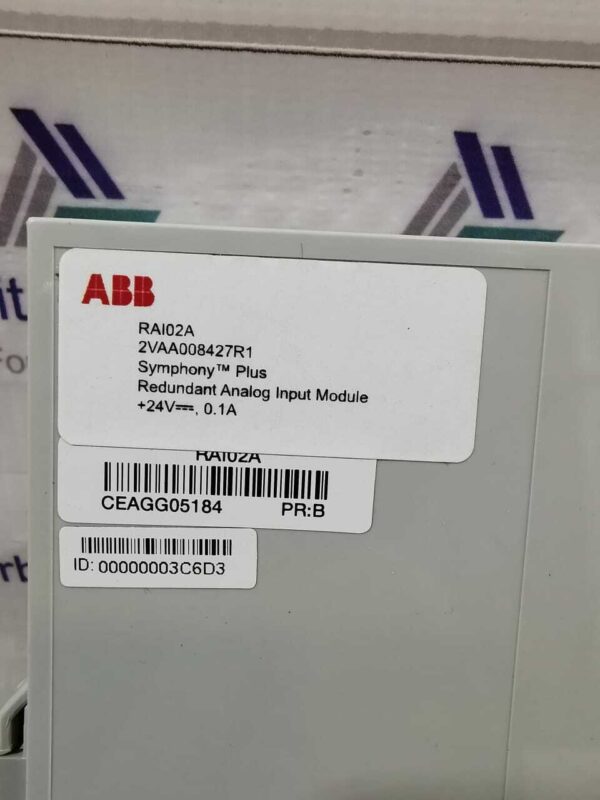 ABB
RAI02A
2VAA008427R1
Symphony™ Plus
Redundant Analog Input Module
+24V⎓, 0.1A
RAI02A
CEAGG05184 PR:B
ID: 00000003C6D3